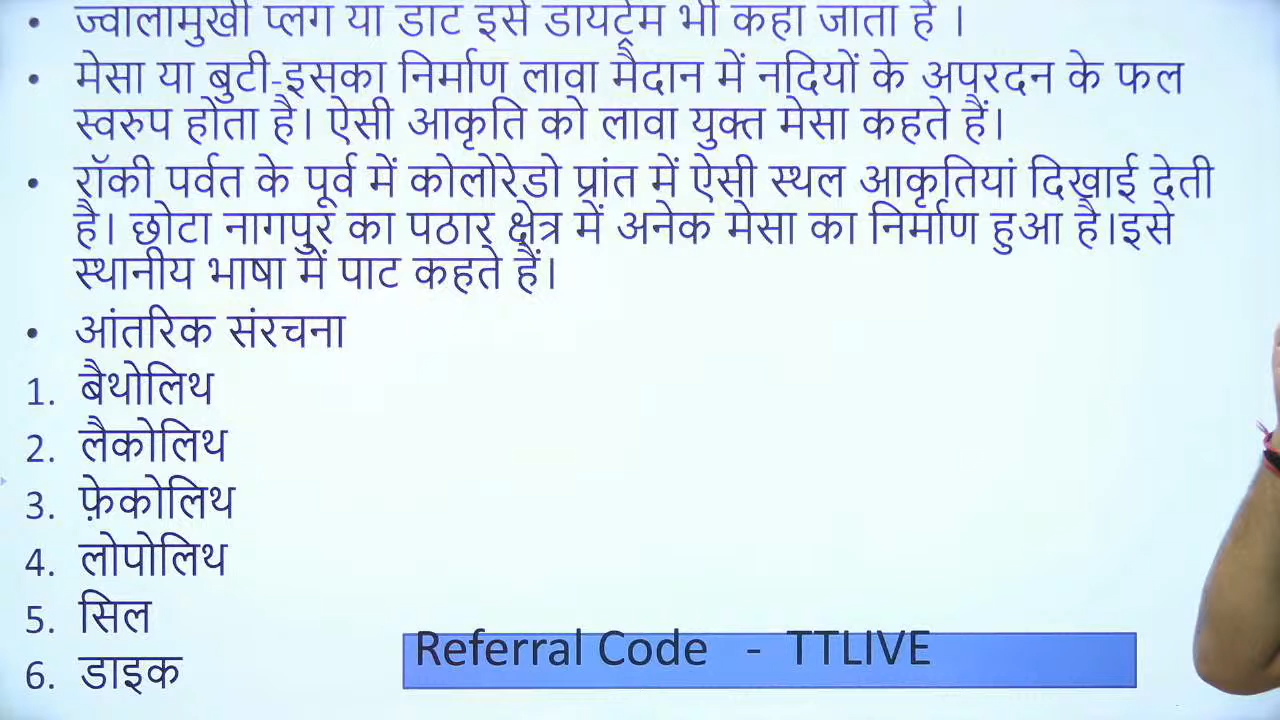 • ज्वालामुखी प्लग या डाट इसे डायट्रेम भी कहा जाता है ।
• मेसा या बुटी-इसका निर्माण लावा मैदान में नदियों के अपरदन के फल
स्वरुप होता है। ऐसी आकृति को लावा युक्त मेसा कहते हैं।
• रॉकी पर्वत के पूर्व में कोलोरेडो प्रांत में ऐसी स्थल आकृतियां दिखाई देती
है। छोटा नागपुर का पठार क्षेत्र में अनेक मेसा का निर्माण हुआ है।इसे
स्थानीय भाषा में पाट कहते हैं।
• आंतरिक संरचना
1. बैथोलिथ
2. लैकोलिथ
3. फ़ेकोलिथ
4. लोपोलिथ
5. सिल
6. डाइक
Referral Code - TTLIVE